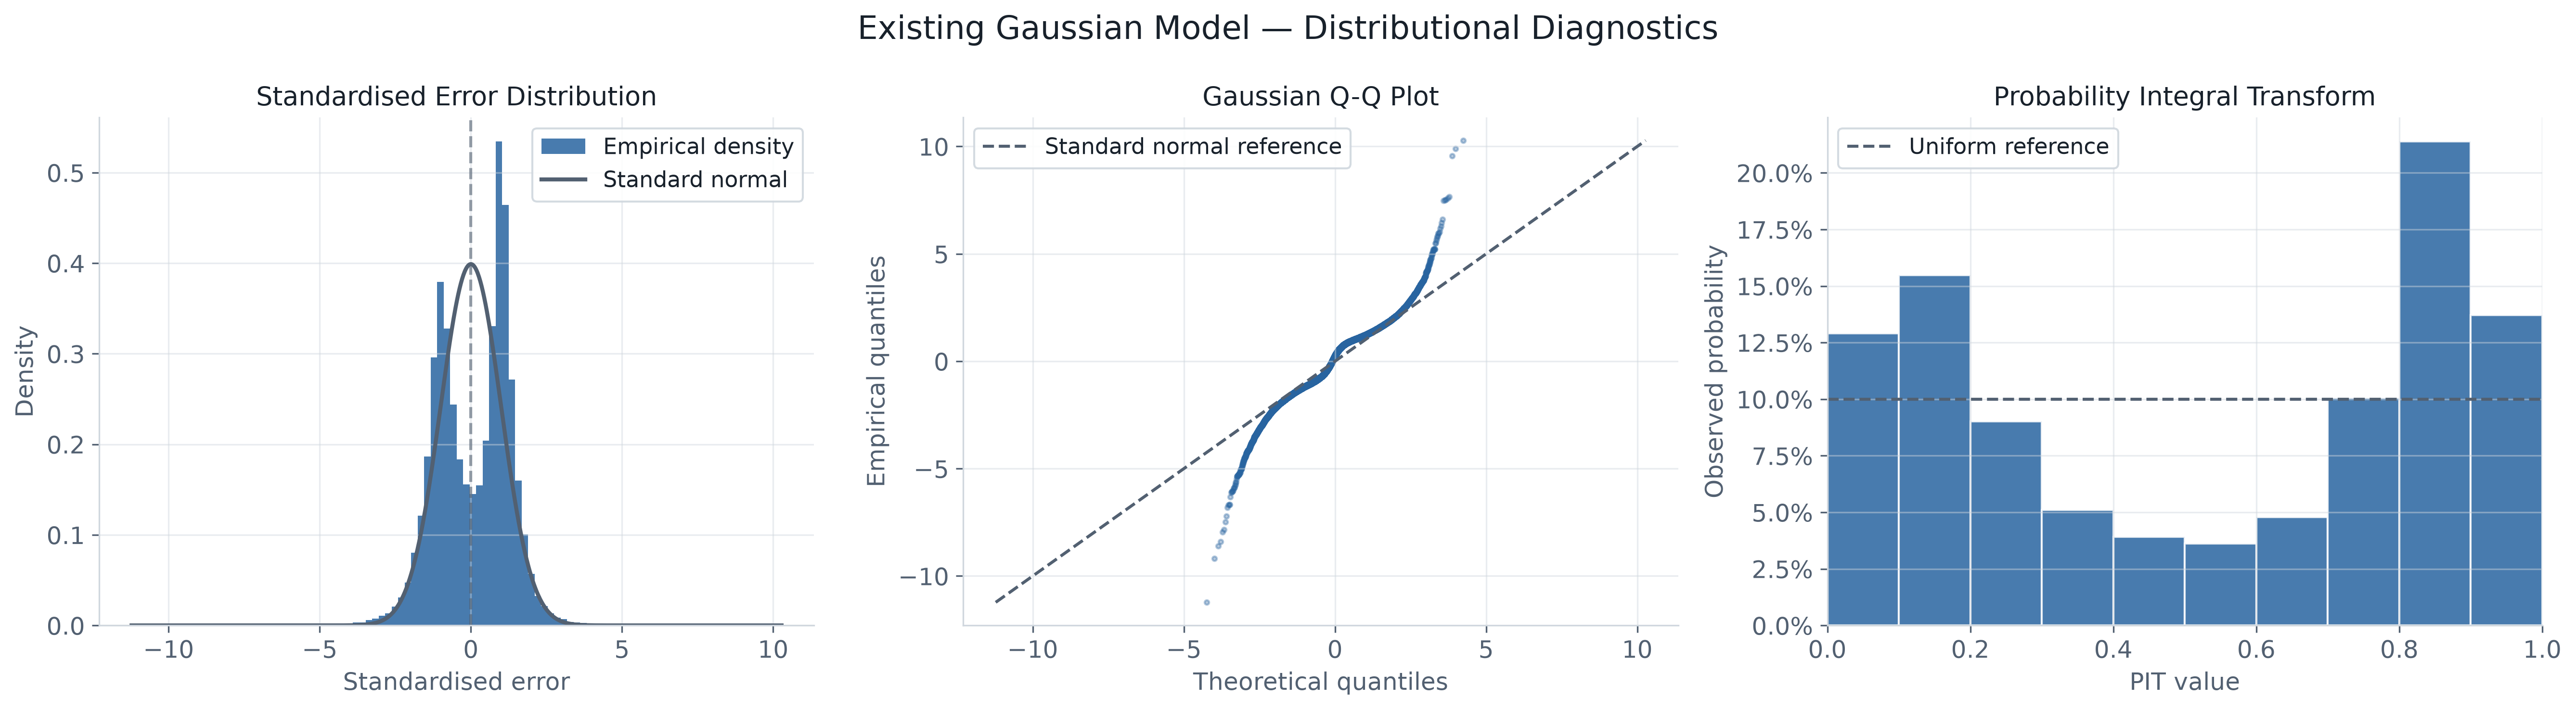 Existing Gaussian Model — Distributional Diagnostics
Standardised Error Distribution
Empirical density
Standard normal
Density
0.5
0.4
0.3
0.2
0.1
0.0
−10
−5
0
5
10
Standardised error
Gaussian Q-Q Plot
Standard normal reference
Empirical quantiles
10
5
0
−5
−10
−10
−5
0
5
10
Theoretical quantiles
Probability Integral Transform
Uniform reference
Observed probability
20.0%
17.5%
15.0%
12.5%
10.0%
7.5%
5.0%
2.5%
0.0%
0.0
0.2
0.4
0.6
0.8
1.0
PIT value